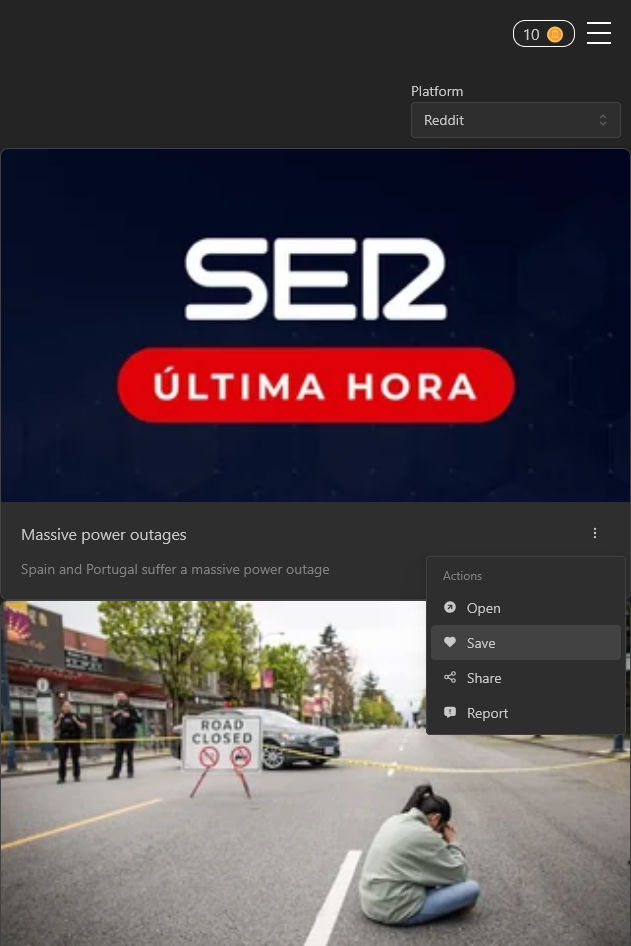 10
Platform
Reddit
SER
ÚLTIMA HORA
Massive power outages
Spain and Portugal suffer a massive power outage
Actions
Open
Save
Share
Report
ROAD
CLOSED